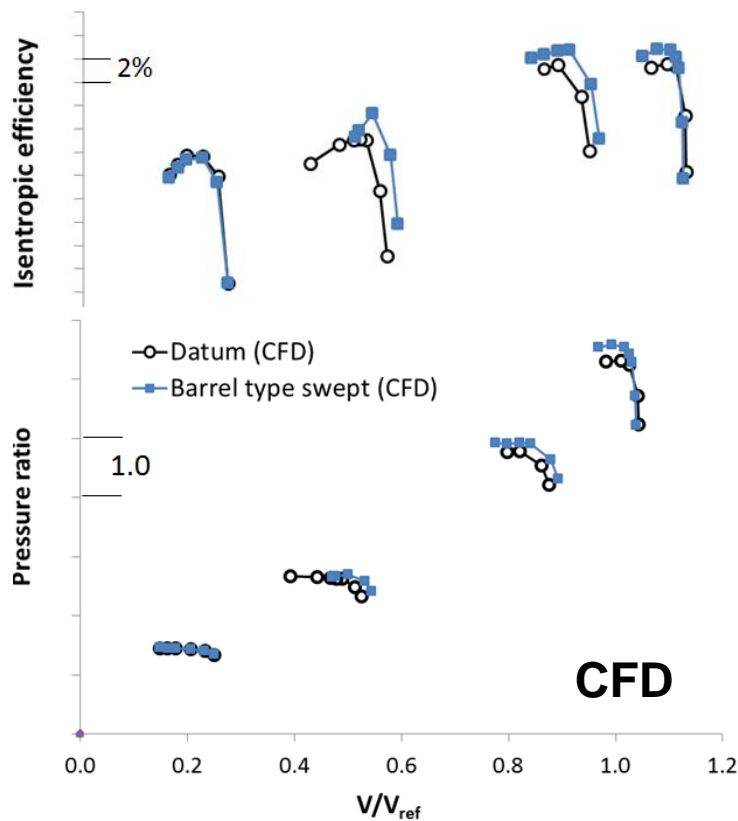 Isentropic efficiency
2%
Datum (CFD)
Barrel type swept (CFD)
Pressure ratio
1.0
CFD
0.0 0.2 0.4 0.6 0.8 1.0 1.2
V/Vref